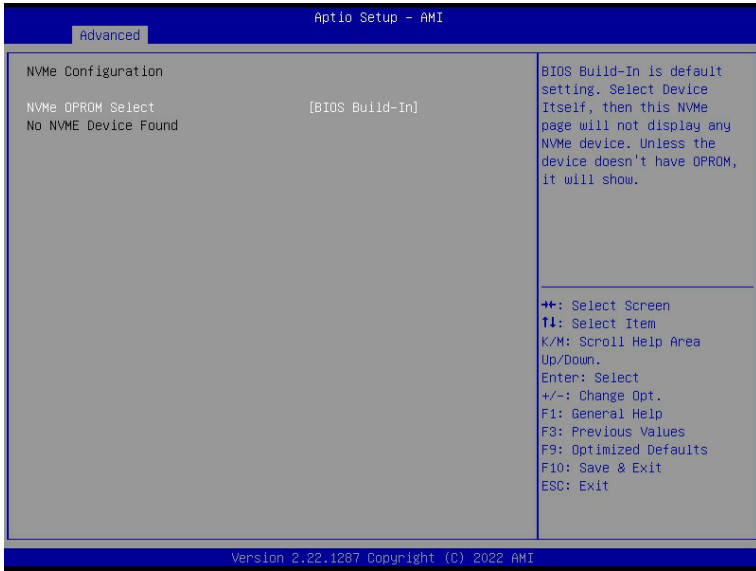 Aptio Setup – AMI
Advanced
NVMe Configuration
NVMe OPROM Select [BIOS Build-In]
No NVME Device Found
BIOS Build-In is default
setting. Select Device
Itself, then this NVMe
page will not display any
NVMe device. Unless the
device doesn't have OPROM,
it will show.
→←: Select Screen
↑↓: Select Item
K/M: Scroll Help Area
Up/Down.
Enter: Select
+/-: Change Opt.
F1: General Help
F3: Previous Values
F9: Optimized Defaults
F10: Save & Exit
ESC: Exit
Version 2.22.1287 Copyright (C) 2022 AMI